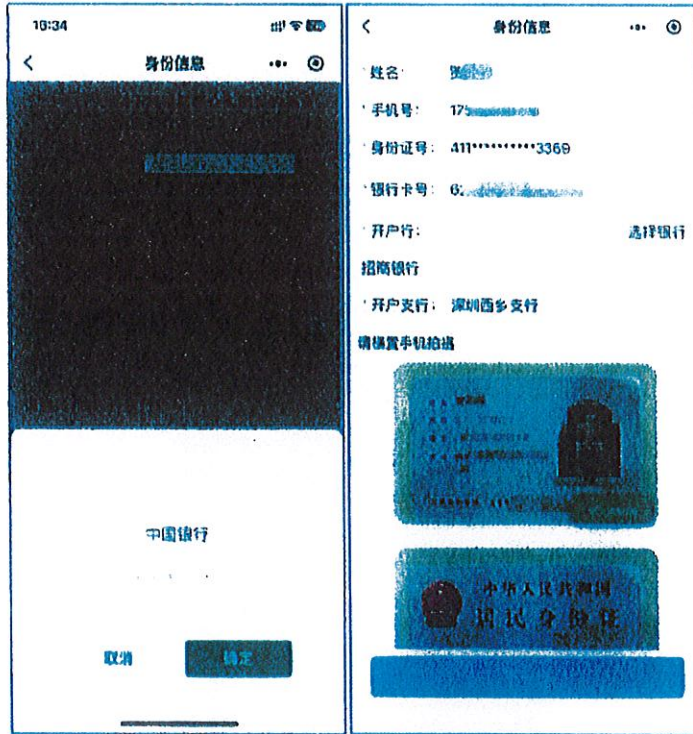 16:34
身份信息
中国银行
取消 确定
身份信息
*姓名:
*手机号: 175
*身份证号: 411**********3369
*银行卡号: 6
*开户行: 选择银行
招商银行
*开户支行: 深圳西乡支行
请横置手机拍摄
中华人民共和国
居民身份证